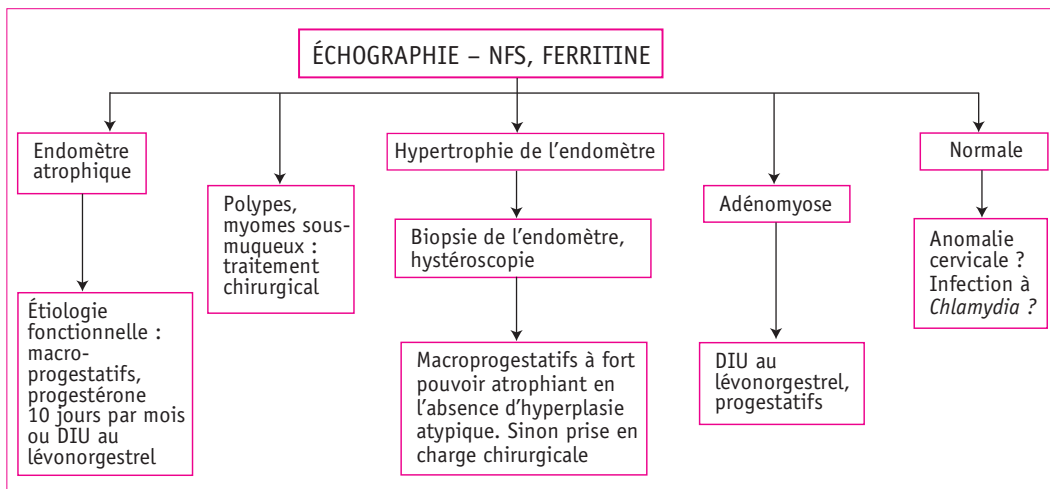 ÉCHOGRAPHIE – NFS, FERRITINE
Endomètre
atrophique
Étiologie
fonctionnelle :
macro-
progestatifs,
progestérone
10 jours par mois
ou DIU au
lévonorgestrel
Polypes,
myomes sous-
muqueux :
traitement
chirurgical
Hypertrophie de l’endomètre
Biopsie de l’endomètre,
hystéroscopie
Macroprogestatifs à fort
pouvoir atrophiant en
l’absence d’hyperplasie
atypique. Sinon prise en
charge chirurgicale
Adénomyose
DIU au
lévonorgestrel,
progestatifs
Normale
Anomalie
cervicale ?
Infection à
Chlamydia ?